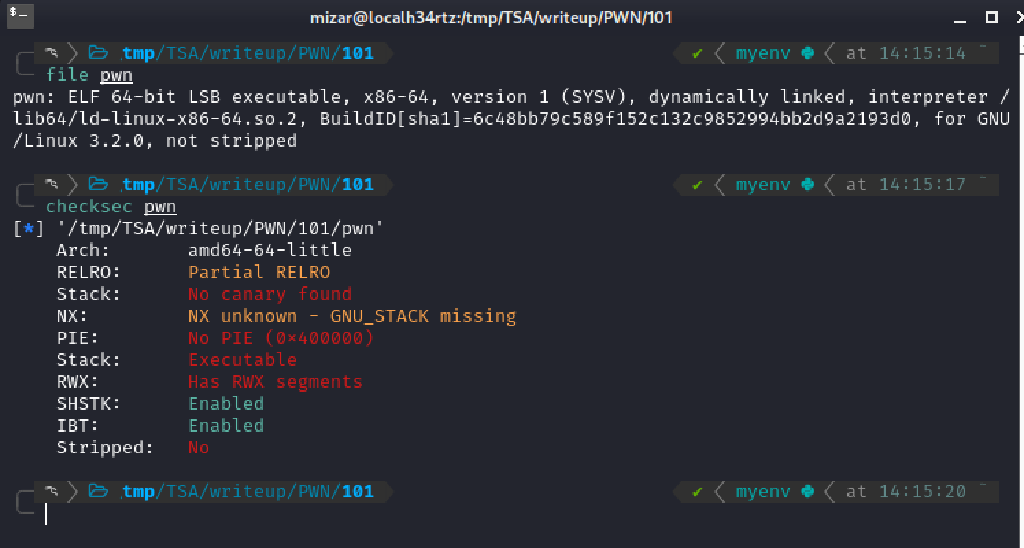 mizar@localh34rtz:/tmp/TSA/writeup/PWN/101
tmp/TSA/writeup/PWN/101 ✔ myenv at 14:15:14
file pwn
pwn: ELF 64-bit LSB executable, x86-64, version 1 (SYSV), dynamically linked, interpreter /
lib64/ld-linux-x86-64.so.2, BuildID[sha1]=6c48bb79c589f152c132c9852994bb2d9a2193d0, for GNU
/Linux 3.2.0, not stripped
tmp/TSA/writeup/PWN/101 ✔ myenv at 14:15:17
checksec pwn
[*] '/tmp/TSA/writeup/PWN/101/pwn'
Arch: amd64-64-little
RELRO: Partial RELRO
Stack: No canary found
NX: NX unknown - GNU_STACK missing
PIE: No PIE (0×400000)
Stack: Executable
RWX: Has RWX segments
SHSTK: Enabled
IBT: Enabled
Stripped: No
tmp/TSA/writeup/PWN/101 ✔ myenv at 14:15:20